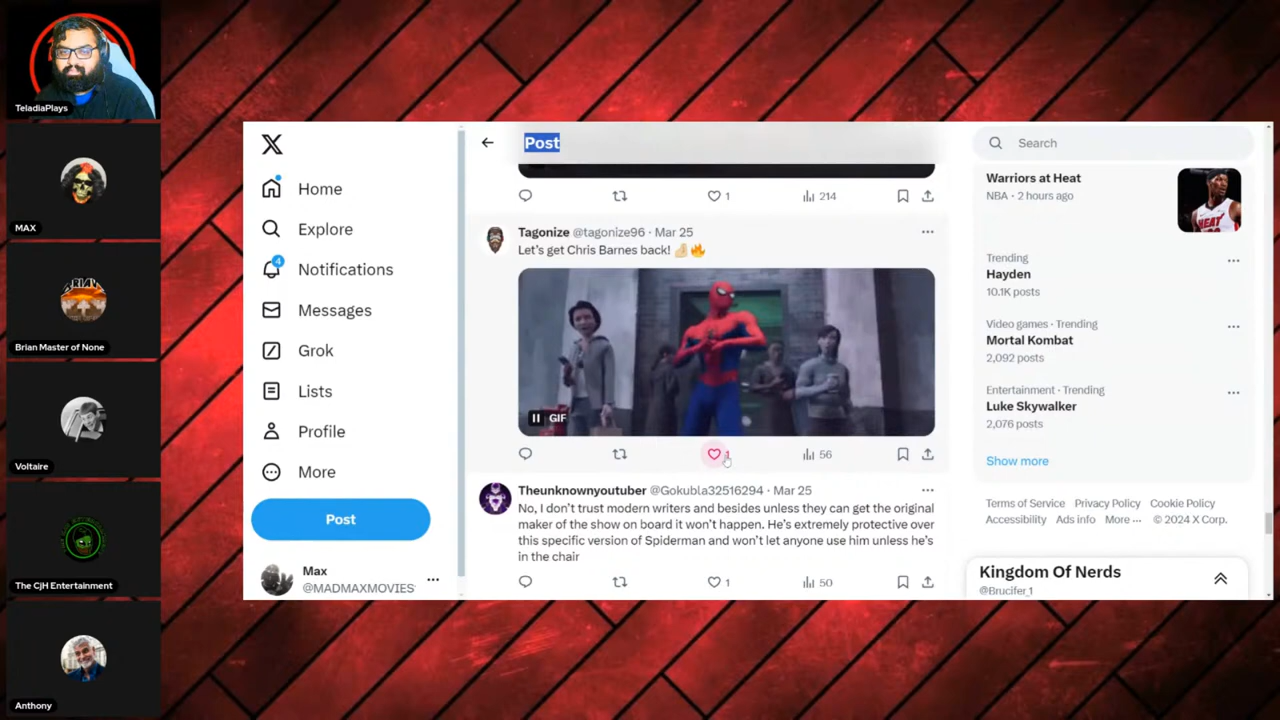 TeladiaPlays
MAX
Brian Master of None
Voltaire
The CJH Entertainment
Anthony
Home
Explore
4
Notifications
Messages
Grok
Lists
Profile
More
Post
Max
@MADMAXMOVIES
Post
1
214
Tagonize @tagonize96 · Mar 25
Let's get Chris Barnes back! 🤌🏼🔥
GIF
1
56
Theunknownyoutuber @Gokubla32516294 · Mar 25
No, I don't trust modern writers and besides unless they can get the original
maker of the show on board it won't happen. He's extremely protective over
this specific version of Spiderman and won't let anyone use him unless he's
in the chair
1
50
Search
Warriors at Heat
NBA · 2 hours ago
HEAT
Trending
Hayden
10.1K posts
Video games · Trending
Mortal Kombat
2,092 posts
Entertainment · Trending
Luke Skywalker
2,076 posts
Show more
Terms of Service Privacy Policy Cookie Policy
Accessibility Ads info More ··· © 2024 X Corp.
Kingdom Of Nerds
@Brucifer_1